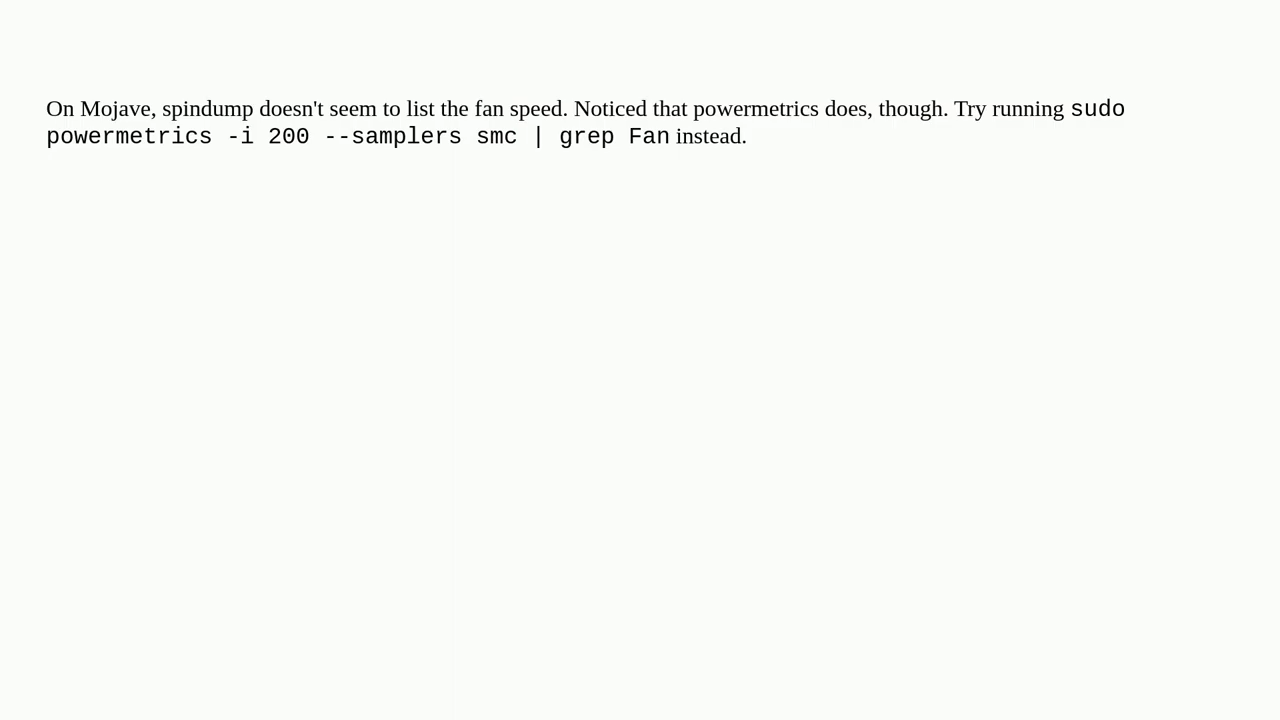 On Mojave, spindump doesn't seem to list the fan speed. Noticed that powermetrics does, though. Try running sudo
powermetrics -i 200 --samplers smc | grep Fan instead.